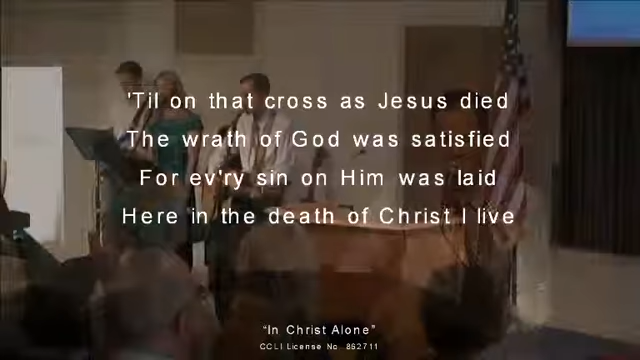 'Til on that cross as Jesus died
The wrath of God was satisfied
For ev'ry sin on Him was laid
Here in the death of Christ I live
"In Christ Alone"
CCLI License No. 862711